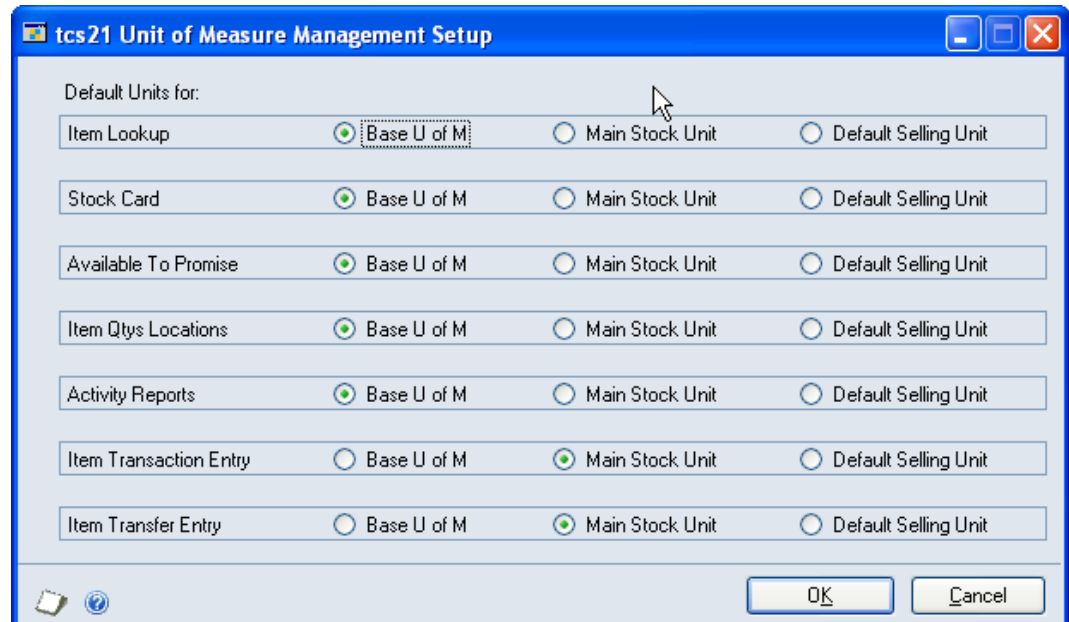 tcs21 Unit of Measure Management Setup
Default Units for:
Item Lookup Base U of M Main Stock Unit Default Selling Unit
Stock Card Base U of M Main Stock Unit Default Selling Unit
Available To Promise Base U of M Main Stock Unit Default Selling Unit
Item Qtys Locations Base U of M Main Stock Unit Default Selling Unit
Activity Reports Base U of M Main Stock Unit Default Selling Unit
Item Transaction Entry Base U of M Main Stock Unit Default Selling Unit
Item Transfer Entry Base U of M Main Stock Unit Default Selling Unit
OK Cancel